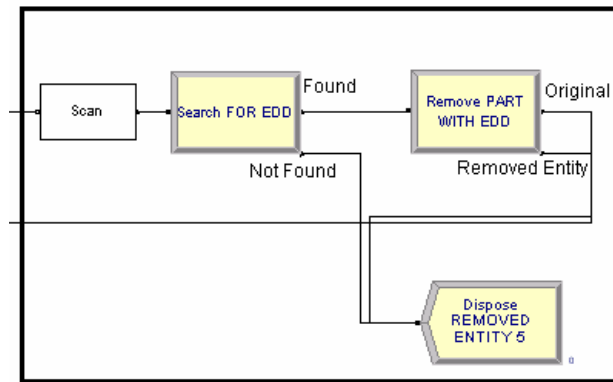 Found
Original
Scan
Search FOR EDD
Remove PART
WITH EDD
Not Found
Removed Entity
Dispose
REMOVED
ENTITY 5
0